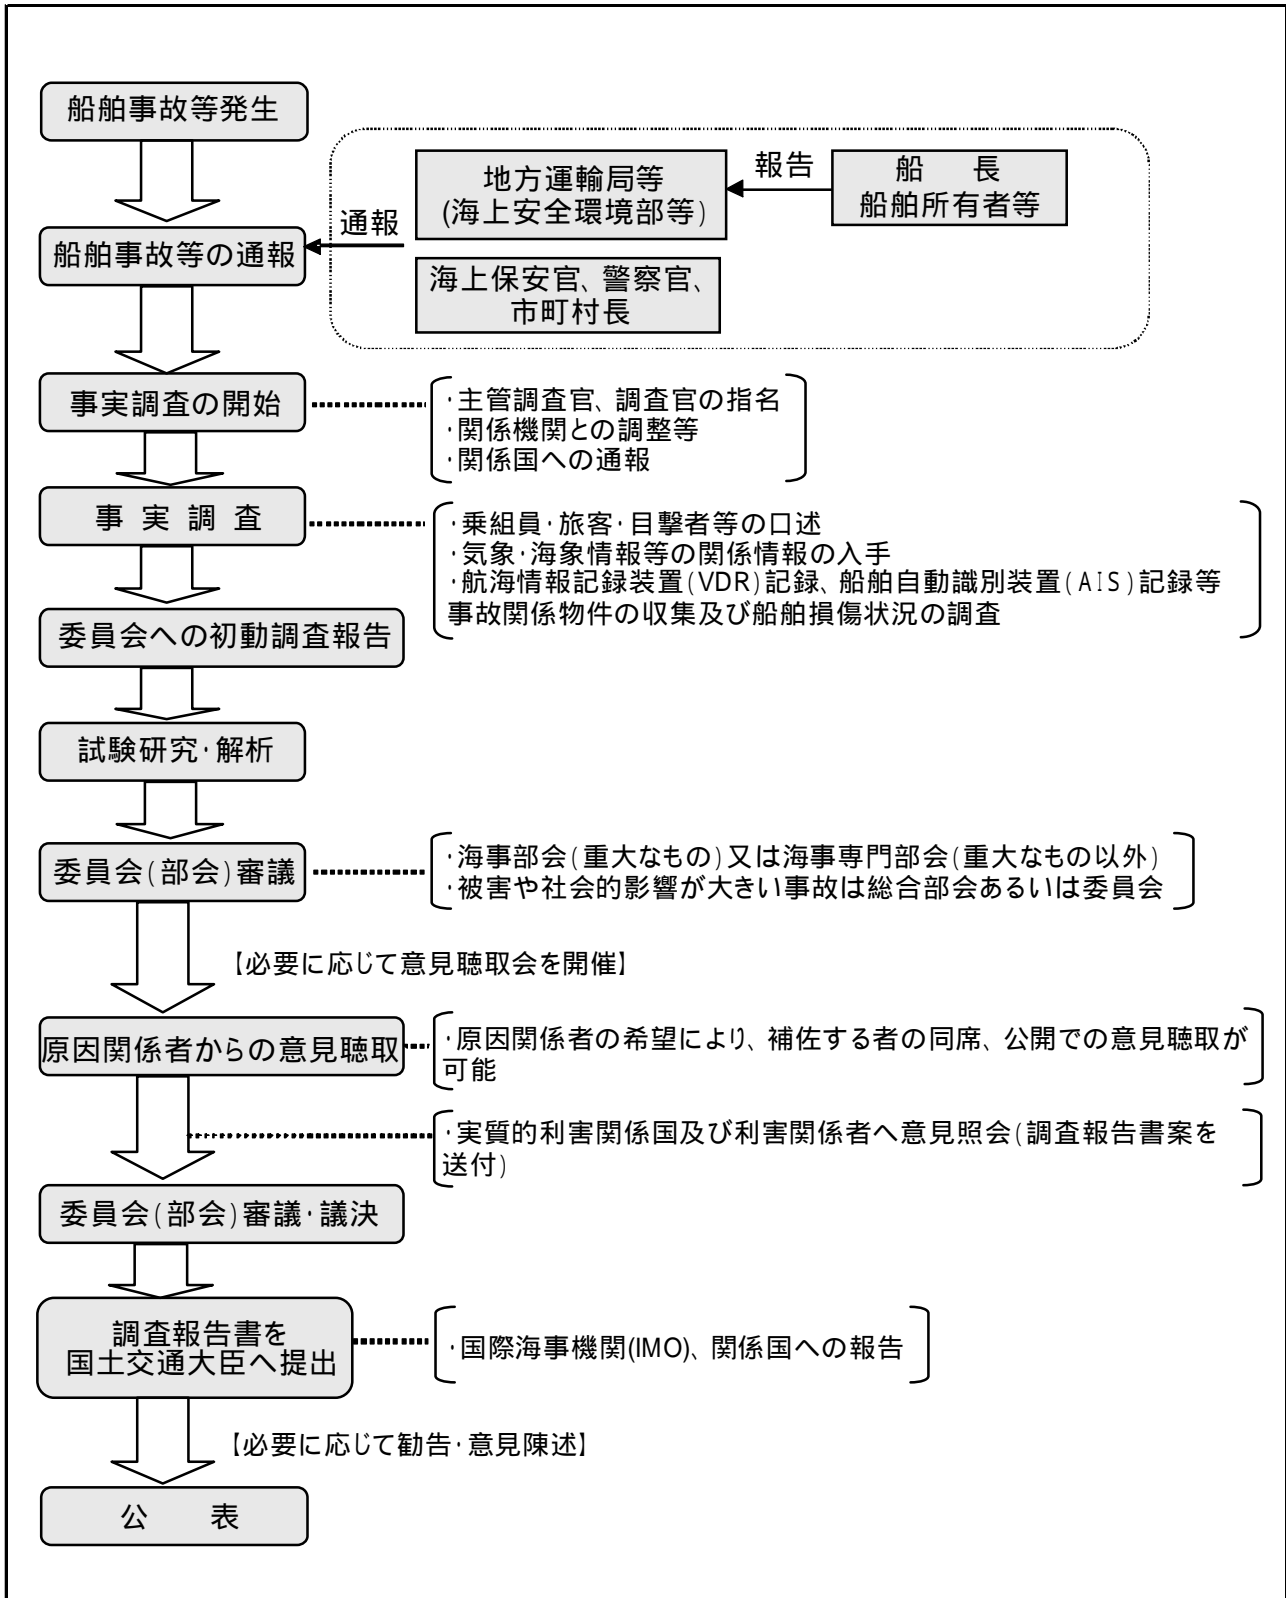 船舶事故等発生
地方運輸局等
(海上安全環境部等)
報告
船　　長
船舶所有者等
通報
船舶事故等の通報
海上保安官、警察官、
市町村長
事実調査の開始
･主管調査官、調査官の指名
･関係機関との調整等
･関係国への通報
事　実　調　査
･乗組員･旅客･目撃者等の口述
･気象･海象情報等の関係情報の入手
･航海情報記録装置(VDR)記録、船舶自動識別装置(AIS)記録等
事故関係物件の収集及び船舶損傷状況の調査
委員会への初動調査報告
試験研究･解析
委員会(部会)審議
･海事部会(重大なもの)又は海事専門部会(重大なもの以外)
･被害や社会的影響が大きい事故は総合部会あるいは委員会
【必要に応じて意見聴取会を開催】
原因関係者からの意見聴取
･原因関係者の希望により、補佐する者の同席、公開での意見聴取が
可能
･実質的利害関係国及び利害関係者へ意見照会(調査報告書案を
送付)
委員会(部会)審議･議決
調査報告書を
国土交通大臣へ提出
･国際海事機関(IMO)、関係国への報告
【必要に応じて勧告･意見陳述】
公　　表